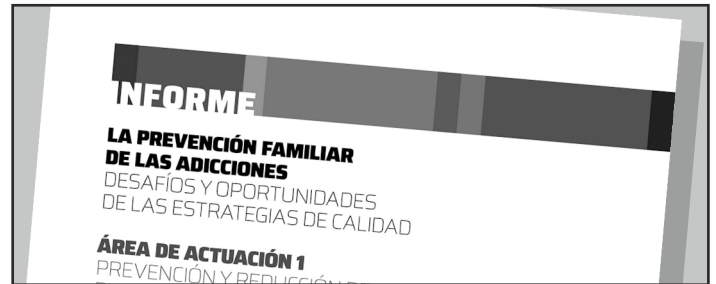 INFORME
LA PREVENCIÓN FAMILIAR
DE LAS ADICCIONES
DESAFÍOS Y OPORTUNIDADES
DE LAS ESTRATEGIAS DE CALIDAD
ÁREA DE ACTUACIÓN 1
PREVENCIÓN Y REDUCCIÓN